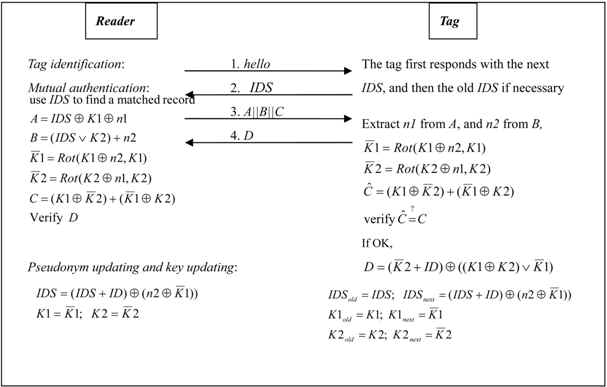 Reader
Tag
Tag identification:
1. hello
The tag first responds with the next
Mutual authentication:
2. IDS
IDS, and then the old IDS if necessary
use IDS to find a matched record
A = IDS ⊕ K1 ⊕ n1
3. A||B||C
B = (IDS ∨ K2) + n2
4. D
Extract n1 from A, and n2 from B,
K̄1 = Rot(K1 ⊕ n2, K1)
K̄2 = Rot(K2 ⊕ n1, K2)
C = (K1 ⊕ K̄2) + (K̄1 ⊕ K2)
Verify D
K̄1 = Rot(K1 ⊕ n2, K1)
K̄2 = Rot(K2 ⊕ n1, K2)
Ĉ = (K1 ⊕ K̄2) + (K̄1 ⊕ K2)
verify Ĉ =? C
If OK,
D = (K̄2 + ID) ⊕ ((K1 ⊕ K2) ∨ K̄1)
Pseudonym updating and key updating:
IDS = (IDS + ID) ⊕ (n2 ⊕ K̄1))
K1 = K̄1; K2 = K̄2
IDS_old = IDS; IDS_next = (IDS + ID) ⊕ (n2 ⊕ K̄1))
K1_old = K1; K1_next = K̄1
K2_old = K2; K2_next = K̄2